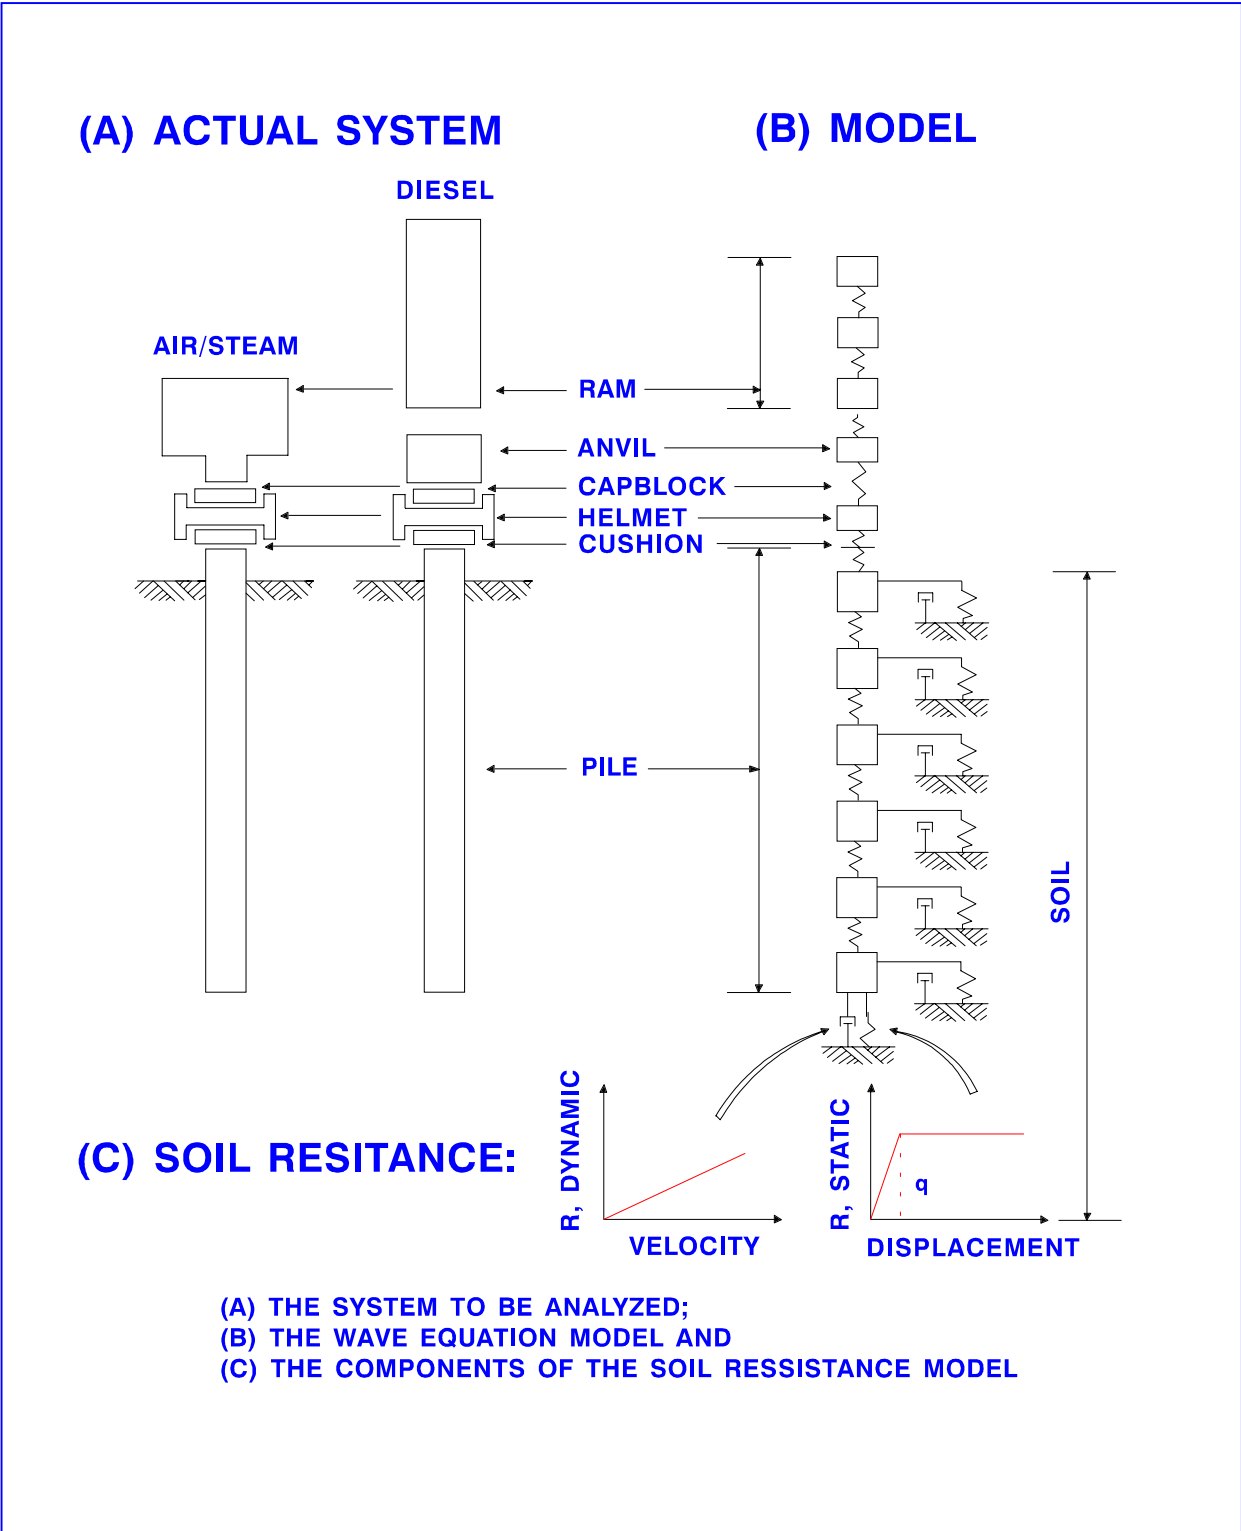 (A) ACTUAL SYSTEM
(B) MODEL
DIESEL
AIR/STEAM
RAM
ANVIL
CAPBLOCK
HELMET
CUSHION
PILE
SOIL
(C) SOIL RESITANCE:
R, DYNAMIC
VELOCITY
R, STATIC
q
DISPLACEMENT
(A) THE SYSTEM TO BE ANALYZED;
(B) THE WAVE EQUATION MODEL AND
(C) THE COMPONENTS OF THE SOIL RESSISTANCE MODEL